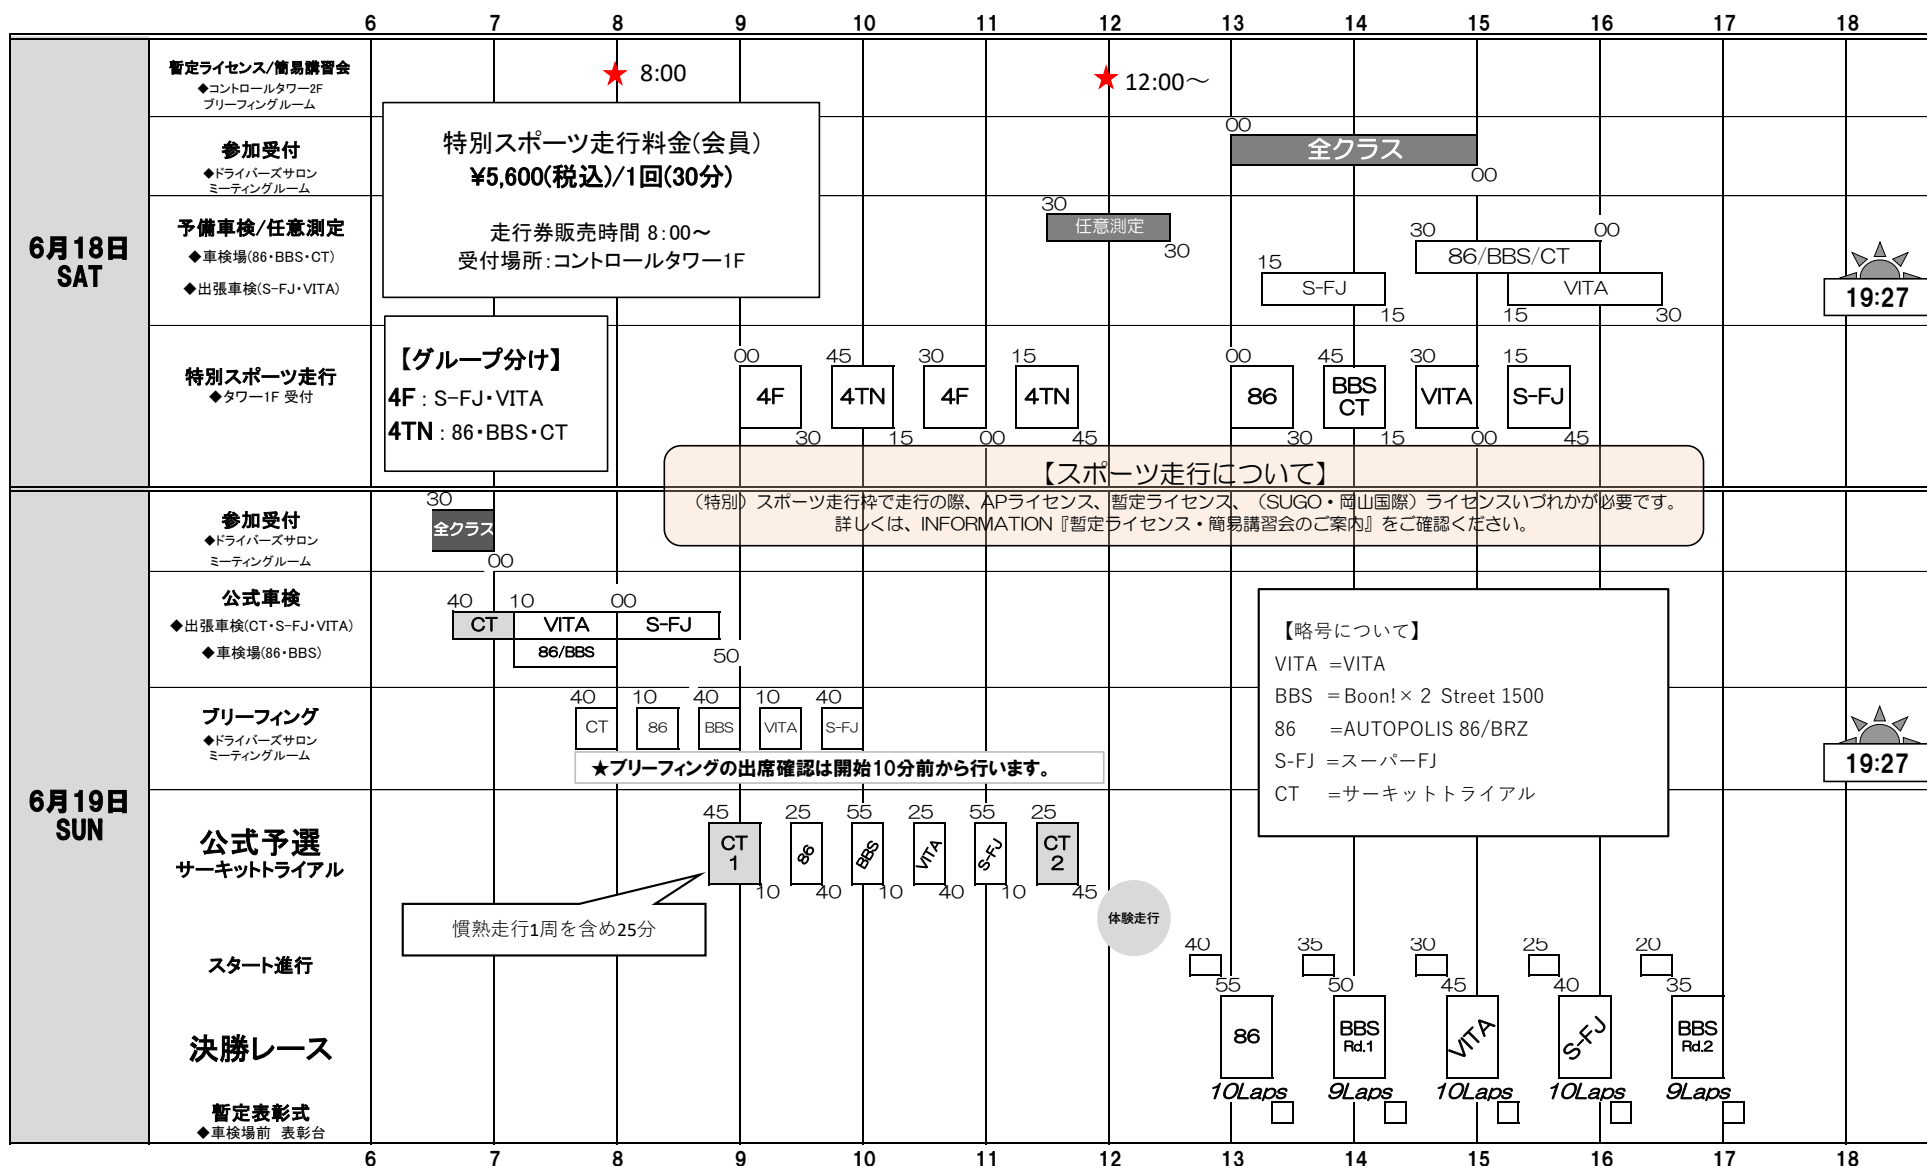 6 7 8 9 10 11 12 13 14 15 16 17 18
6月18日
SAT
暫定ライセンス/簡易講習会
◆コントロールタワー2F
ブリーフィングルーム
★ 8:00
★ 12:00～
特別スポーツ走行料金(会員)
¥5,600(税込)/1回(30分)
走行券販売時間 8:00～
受付場所:コントロールタワー1F
参加受付
◆ドライバーズサロン
ミーティングルーム
00
全クラス
00
予備車検/任意測定
◆車検場(86・BBS・CT)
◆出張車検(S-FJ・VITA)
30
任意測定
30
30 00
86/BBS/CT
15
S-FJ
15
VITA
15 30
19:27
【グループ分け】
4F : S-FJ・VITA
4TN : 86・BBS・CT
特別スポーツ走行
◆タワー1F 受付
00 45 30 15 00 45 30 15
4F 4TN 4F 4TN 86 BBS CT VITA S-FJ
30 15 00 45 30 15 00 45
【スポーツ走行について】
（特別）スポーツ走行枠で走行の際、APライセンス、暫定ライセンス、（SUGO・岡山国際）ライセンスいづれかが必要です。
詳しくは、INFORMATION『暫定ライセンス・簡易講習会のご案内』をご確認ください。
6月19日
SUN
参加受付
◆ドライバーズサロン
ミーティングルーム
30
全クラス
00
公式車検
◆出張車検(CT・S-FJ・VITA)
◆車検場(86・BBS)
40 10 00
CT VITA S-FJ
86/BBS
50
【略号について】
VITA =VITA
BBS =Boon!× 2 Street 1500
86 =AUTOPOLIS 86/BRZ
S-FJ =スーパーFJ
CT =サーキットトライアル
ブリーフィング
◆ドライバーズサロン
ミーティングルーム
40 10 40 10 40
CT 86 BBS VITA S-FJ
★ブリーフィングの出席確認は開始10分前から行います。
19:27
公式予選
サーキットトライアル
45 25 55 25 55 25
CT 1 86 BBS VITA S-FJ CT 2
10 40 10 40 10 45
慣熟走行1周を含め25分
体験走行
スタート進行
40 35 30 25 20
決勝レース
55 50 45 40 35
86 BBS Rd.1 VITA S-FJ BBS Rd.2
10Laps 9Laps 10Laps 10Laps 9Laps
暫定表彰式
◆車検場前 表彰台
6 7 8 9 10 11 12 13 14 15 16 17 18